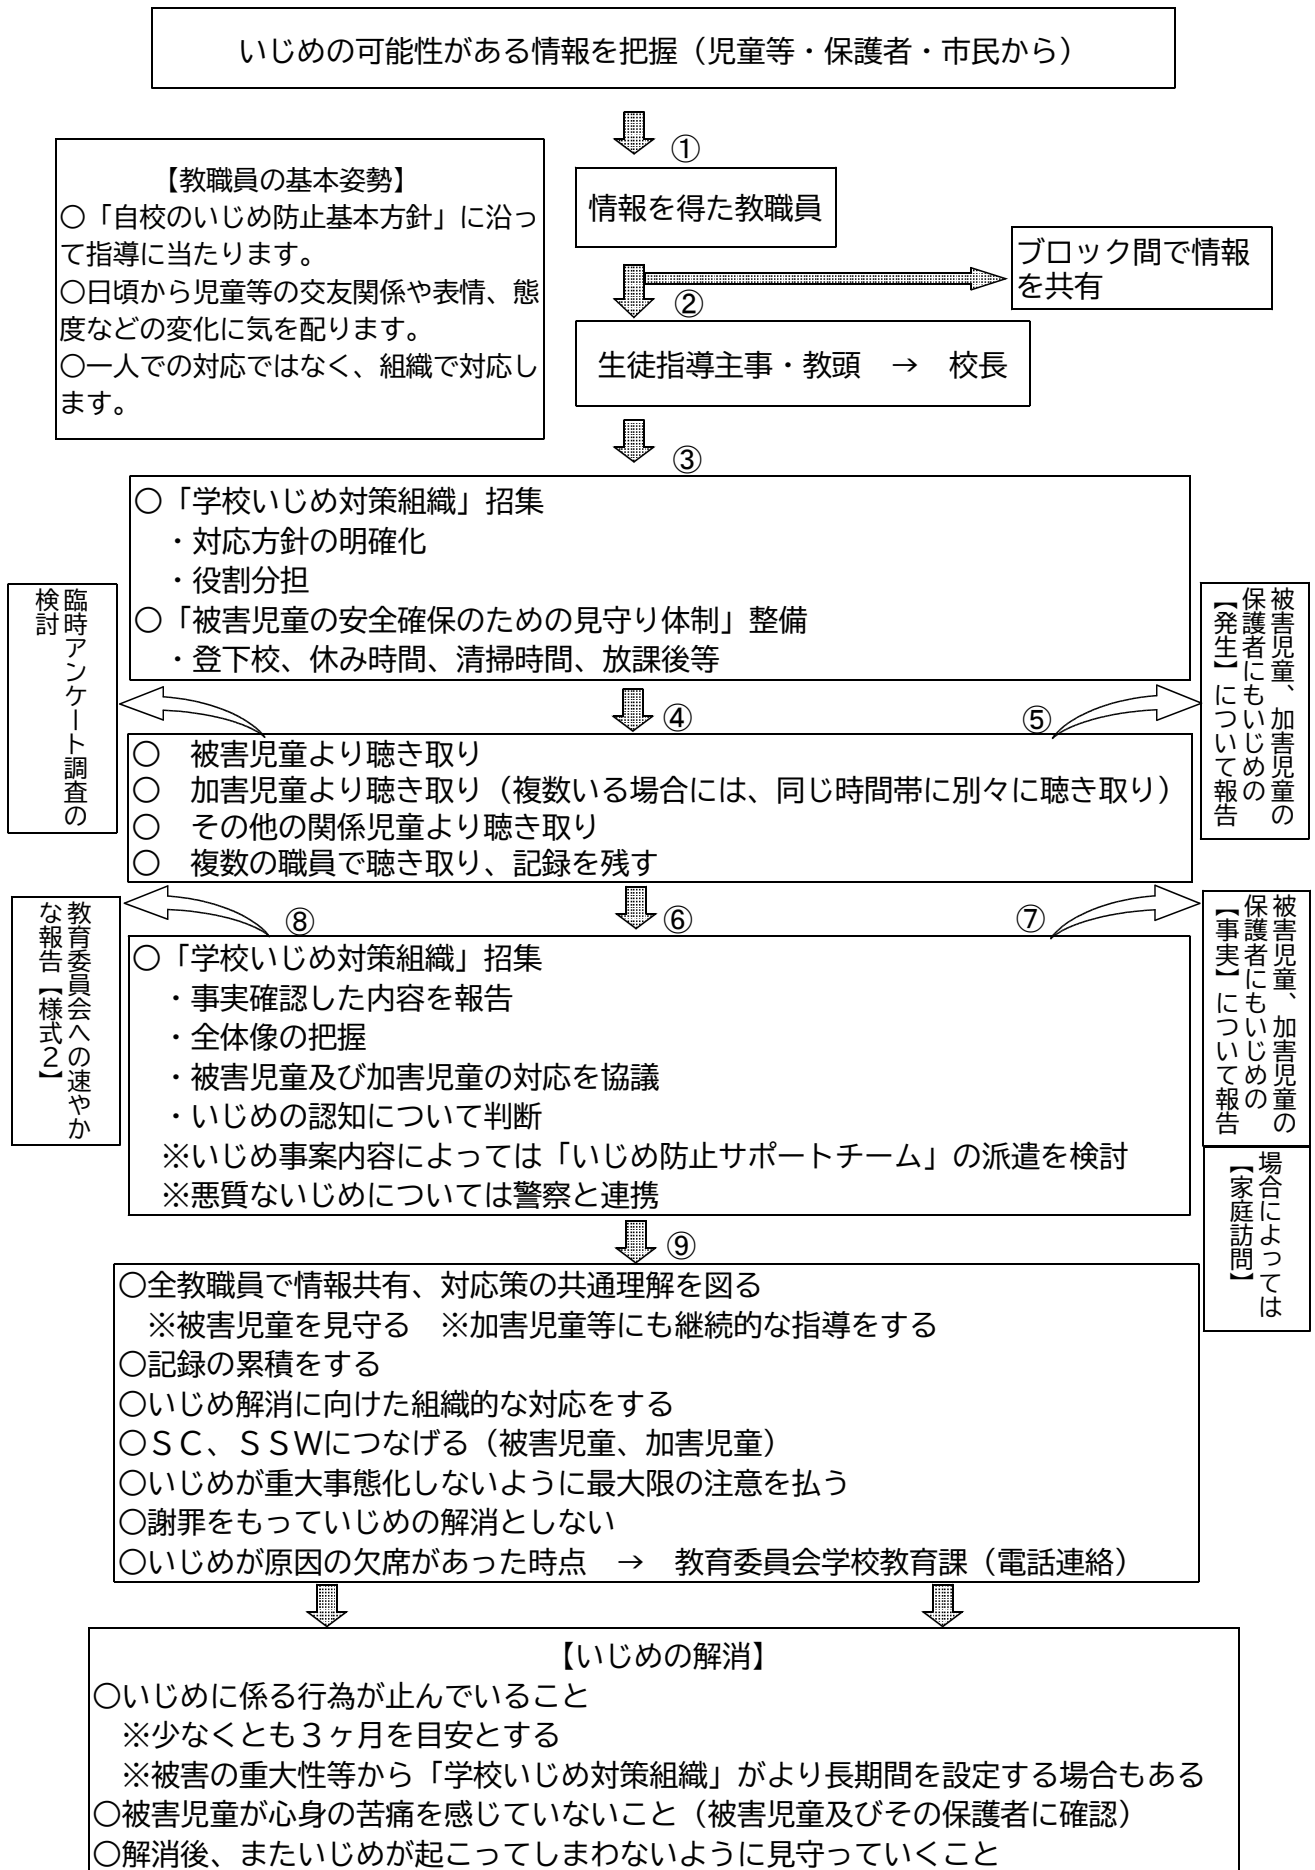 いじめの可能性がある情報を把握（児童等・保護者・市民から）
①
【教職員の基本姿勢】
○「自校のいじめ防止基本方針」に沿っ
て指導に当たります。
○日頃から児童等の交友関係や表情、態
度などの変化に気を配ります。
○一人での対応ではなく、組織で対応し
ます。
情報を得た教職員
ブロック間で情報
を共有
②
生徒指導主事・教頭　→　校長
③
○「学校いじめ対策組織」招集
・対応方針の明確化
・役割分担
○「被害児童の安全確保のための見守り体制」整備
・登下校、休み時間、清掃時間、放課後等
臨時アンケート調査の
検討
被害児童、加害児童の
保護者にもいじめの
【発生】について報告
④
⑤
○　被害児童より聴き取り
○　加害児童より聴き取り（複数いる場合には、同じ時間帯に別々に聴き取り）
○　その他の関係児童より聴き取り
○　複数の職員で聴き取り、記録を残す
⑧
⑥
⑦
教育委員会への速やか
な報告【様式２】
被害児童、加害児童の
保護者にもいじめの
【事実】について報告
○「学校いじめ対策組織」招集
・事実確認した内容を報告
・全体像の把握
・被害児童及び加害児童の対応を協議
・いじめの認知について判断
※いじめ事案内容によっては「いじめ防止サポートチーム」の派遣を検討
※悪質ないじめについては警察と連携
場合によっては
【家庭訪問】
⑨
○全教職員で情報共有、対応策の共通理解を図る
※被害児童を見守る　※加害児童等にも継続的な指導をする
○記録の累積をする
○いじめ解消に向けた組織的な対応をする
○ＳＣ、ＳＳＷにつなげる（被害児童、加害児童）
○いじめが重大事態化しないように最大限の注意を払う
○謝罪をもっていじめの解消としない
○いじめが原因の欠席があった時点　→　教育委員会学校教育課（電話連絡）
【いじめの解消】
○いじめに係る行為が止んでいること
※少なくとも３ヶ月を目安とする
※被害の重大性等から「学校いじめ対策組織」がより長期間を設定する場合もある
○被害児童が心身の苦痛を感じていないこと（被害児童及びその保護者に確認）
○解消後、またいじめが起こってしまわないように見守っていくこと